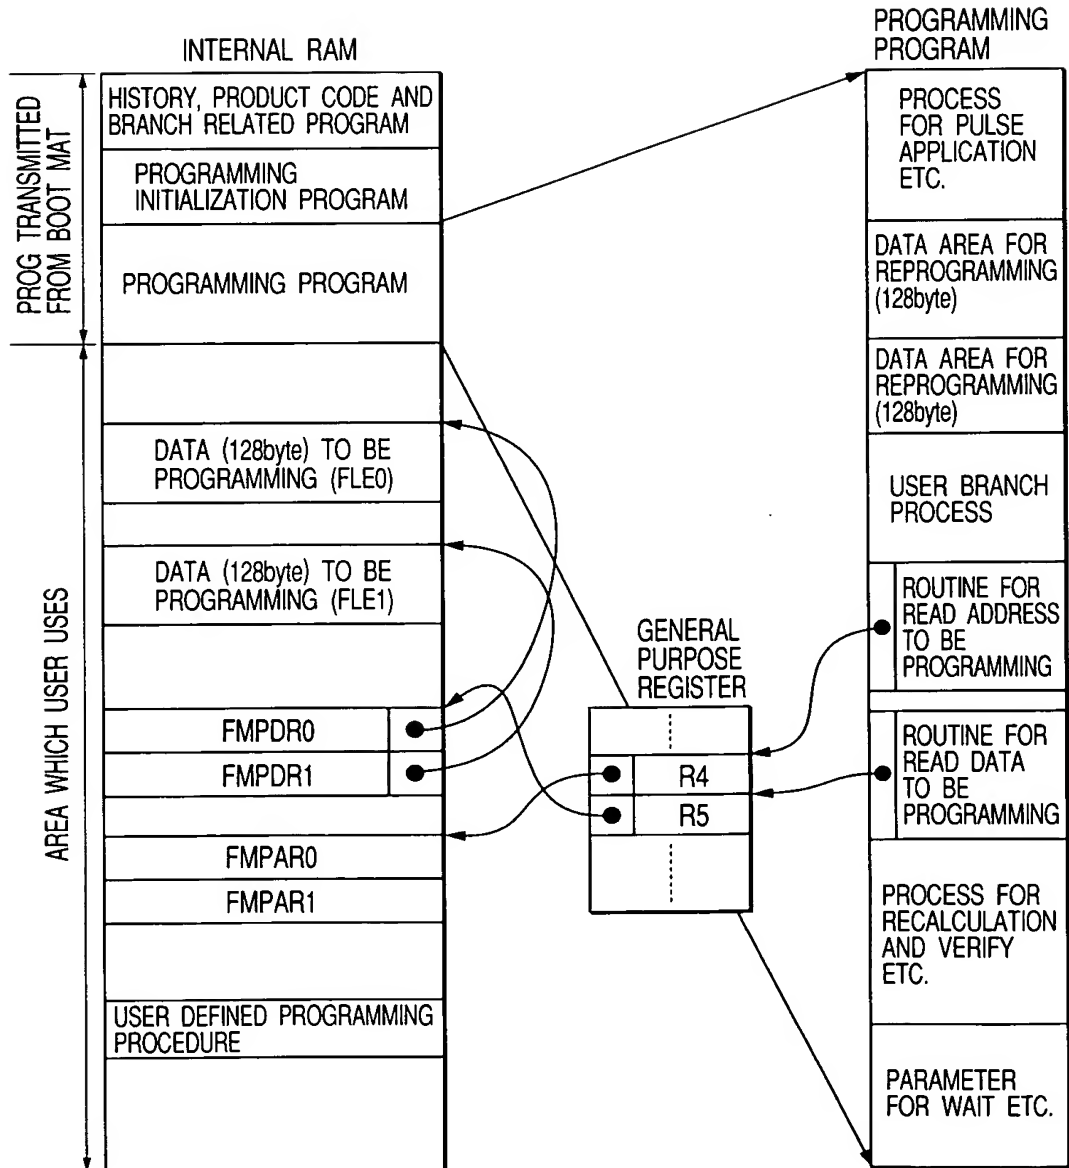 INTERNAL RAM
PROG TRANSMITTED
FROM BOOT MAT
HISTORY, PRODUCT CODE AND
BRANCH RELATED PROGRAM
PROGRAMMING
INITIALIZATION PROGRAM
PROGRAMMING PROGRAM
AREA WHICH USER USES
DATA (128byte) TO BE
PROGRAMMING (FLE0)
DATA (128byte) TO BE
PROGRAMMING (FLE1)
FMPDR0
FMPDR1
FMPAR0
FMPAR1
USER DEFINED PROGRAMMING
PROCEDURE
GENERAL
PURPOSE
REGISTER
R4
R5
PROGRAMMING
PROGRAM
PROCESS
FOR PULSE
APPLICATION
ETC.
DATA AREA FOR
REPROGRAMMING
(128byte)
DATA AREA FOR
REPROGRAMMING
(128byte)
USER BRANCH
PROCESS
ROUTINE FOR
READ ADDRESS
TO BE
PROGRAMMING
ROUTINE FOR
READ DATA
TO BE
PROGRAMMING
PROCESS FOR
RECALCULATION
AND VERIFY
ETC.
PARAMETER
FOR WAIT ETC.